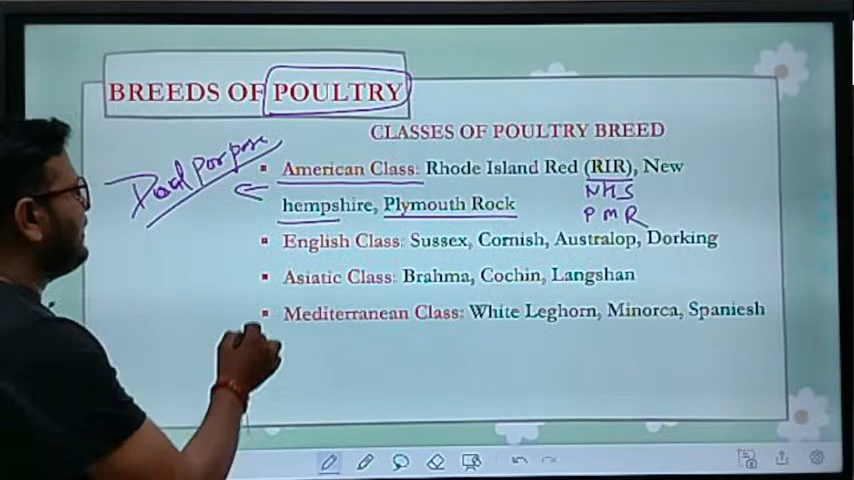 BREEDS OF POULTRY
CLASSES OF POULTRY BREED
Dual porpose
▪ American Class: Rhode Island Red (RIR), New
NHS
hempshire, Plymouth Rock
PMR
▪ English Class: Sussex, Cornish, Australop, Dorking
▪ Asiatic Class: Brahma, Cochin, Langshan
▪ Mediterranean Class: White Leghorn, Minorca, Spaniesh